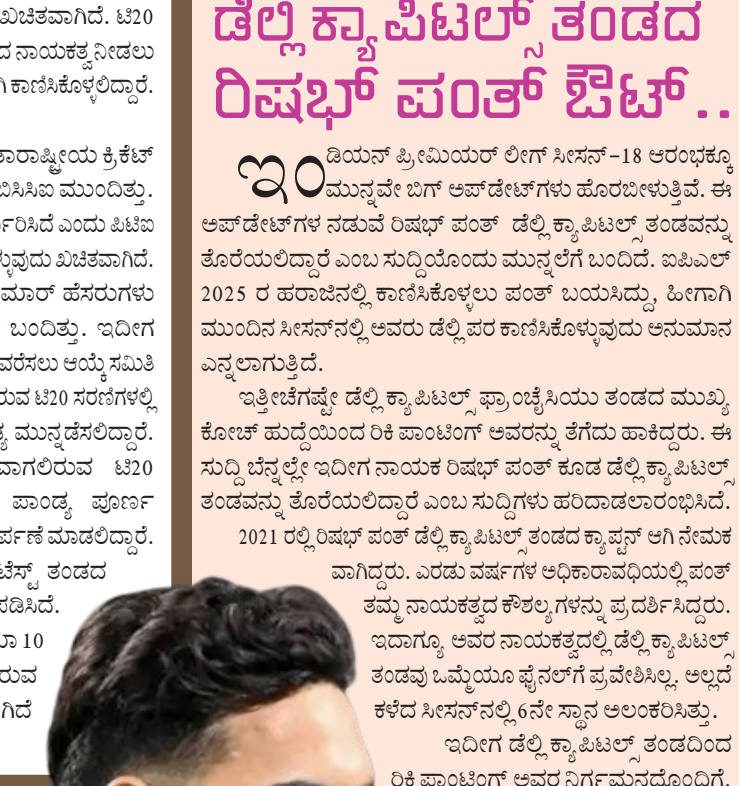 ಖಚಿತವಾಗಿದೆ. ಟಿ20
ದ ನಾಯಕತ್ವ ನೀಡಲು
ಗಿ ಕಾಣಿಸಿಕೊಳ್ಳಲಿದ್ದಾರೆ.
ತಾರಾಷ್ಟ್ರೀಯ ಕ್ರಿಕೆಟ್
ಬಿಸಿಸಿಐ ಮುಂದಿತ್ತು.
ರಿಸಿದೆ ಎಂದು ಪಿಟಿಐ
ಳ್ಳುವುದು ಖಚಿತವಾಗಿದೆ.
ಮಾರ್ ಹೆಸರುಗಳು
ಬಂದಿತ್ತು. ಇದೀಗ
ವರೆಸಲು ಆಯ್ಕೆ ಸಮಿತಿ
ರುವ ಟಿ20 ಸರಣಿಗಳಲ್ಲಿ
ಮುನ್ನಡೆಸಲಿದ್ದಾರೆ.
ವಾಗಲಿರುವ ಟಿ20
ಪಾಂಡ್ಯ ಪೂರ್ಣ
ರ್ಪಣೆ ಮಾಡಲಿದ್ದಾರೆ.
ಟೆಸ್ಟ್ ತಂಡದ
ಪಡಿಸಿದೆ.
10
ರುವ
ಗಿದೆ
ಡೆಲ್ಲಿ ಕ್ಯಾಪಿಟಲ್ಸ್ ತಂಡದ
ರಿಷಭ್ ಪಂತ್ ಔಟ್..
ಇಂಡಿಯನ್ ಪ್ರೀಮಿಯರ್ ಲೀಗ್ ಸೀಸನ್-18 ಆರಂಭಕ್ಕೂ
ಮುನ್ನವೇ ಬಿಗ್ ಅಪ್‌ಡೇಟ್‌ಗಳು ಹೊರಬೀಳುತ್ತಿವೆ. ಈ
ಅಪ್‌ಡೇಟ್‌ಗಳ ನಡುವೆ ರಿಷಭ್ ಪಂತ್ ಡೆಲ್ಲಿ ಕ್ಯಾಪಿಟಲ್ಸ್ ತಂಡವನ್ನು
ತೊರೆಯಲಿದ್ದಾರೆ ಎಂಬ ಸುದ್ದಿಯೊಂದು ಮುನ್ನಲೆಗೆ ಬಂದಿದೆ. ಐಪಿಎಲ್
2025 ರ ಹರಾಜಿನಲ್ಲಿ ಕಾಣಿಸಿಕೊಳ್ಳಲು ಪಂತ್ ಬಯಸಿದ್ದು, ಹೀಗಾಗಿ
ಮುಂದಿನ ಸೀಸನ್‌ನಲ್ಲಿ ಅವರು ಡೆಲ್ಲಿ ಪರ ಕಾಣಿಸಿಕೊಳ್ಳುವುದು ಅನುಮಾನ
ಎನ್ನಲಾಗುತ್ತಿದೆ.
ಇತ್ತೀಚೆಗಷ್ಟೇ ಡೆಲ್ಲಿ ಕ್ಯಾಪಿಟಲ್ಸ್ ಫ್ರಾಂಚೈಸಿಯು ತಂಡದ ಮುಖ್ಯ
ಕೋಚ್ ಹುದ್ದೆಯಿಂದ ರಿಕಿ ಪಾಂಟಿಂಗ್ ಅವರನ್ನು ತೆಗೆದು ಹಾಕಿದ್ದರು. ಈ
ಸುದ್ದಿ ಬೆನ್ನಲ್ಲೇ ಇದೀಗ ನಾಯಕ ರಿಷಭ್ ಪಂತ್ ಕೂಡ ಡೆಲ್ಲಿ ಕ್ಯಾಪಿಟಲ್ಸ್
ತಂಡವನ್ನು ತೊರೆಯಲಿದ್ದಾರೆ ಎಂಬ ಸುದ್ದಿಗಳು ಹರಿದಾಡಲಾರಂಭಿಸಿದೆ.
2021 ರಲ್ಲಿ ರಿಷಭ್ ಪಂತ್ ಡೆಲ್ಲಿ ಕ್ಯಾಪಿಟಲ್ಸ್ ತಂಡದ ಕ್ಯಾಪ್ಟನ್ ಆಗಿ ನೇಮಕ
ವಾಗಿದ್ದರು. ಎರಡು ವರ್ಷಗಳ ಅಧಿಕಾರಾವಧಿಯಲ್ಲಿ ಪಂತ್
ತಮ್ಮ ನಾಯಕತ್ವದ ಕೌಶಲ್ಯಗಳನ್ನು ಪ್ರದರ್ಶಿಸಿದ್ದರು.
ಇದಾಗ್ಯೂ ಅವರ ನಾಯಕತ್ವದಲ್ಲಿ ಡೆಲ್ಲಿ ಕ್ಯಾಪಿಟಲ್ಸ್
ತಂಡವು ಒಮ್ಮೆಯೂ ಫೈನಲ್‌ಗೆ ಪ್ರವೇಶಿಸಿಲ್ಲ. ಅಲ್ಲದೆ
ಕಳೆದ ಸೀಸನ್‌ನಲ್ಲಿ 6ನೇ ಸ್ಥಾನ ಅಲಂಕರಿಸಿತ್ತು.
ಇದೀಗ ಡೆಲ್ಲಿ ಕ್ಯಾಪಿಟಲ್ಸ್ ತಂಡದಿಂದ
ರಿಕಿ ಪಾಂಟಿಂಗ್ ಅವರ ನಿರ್ಗಮನದೊಂದಿಗೆ,